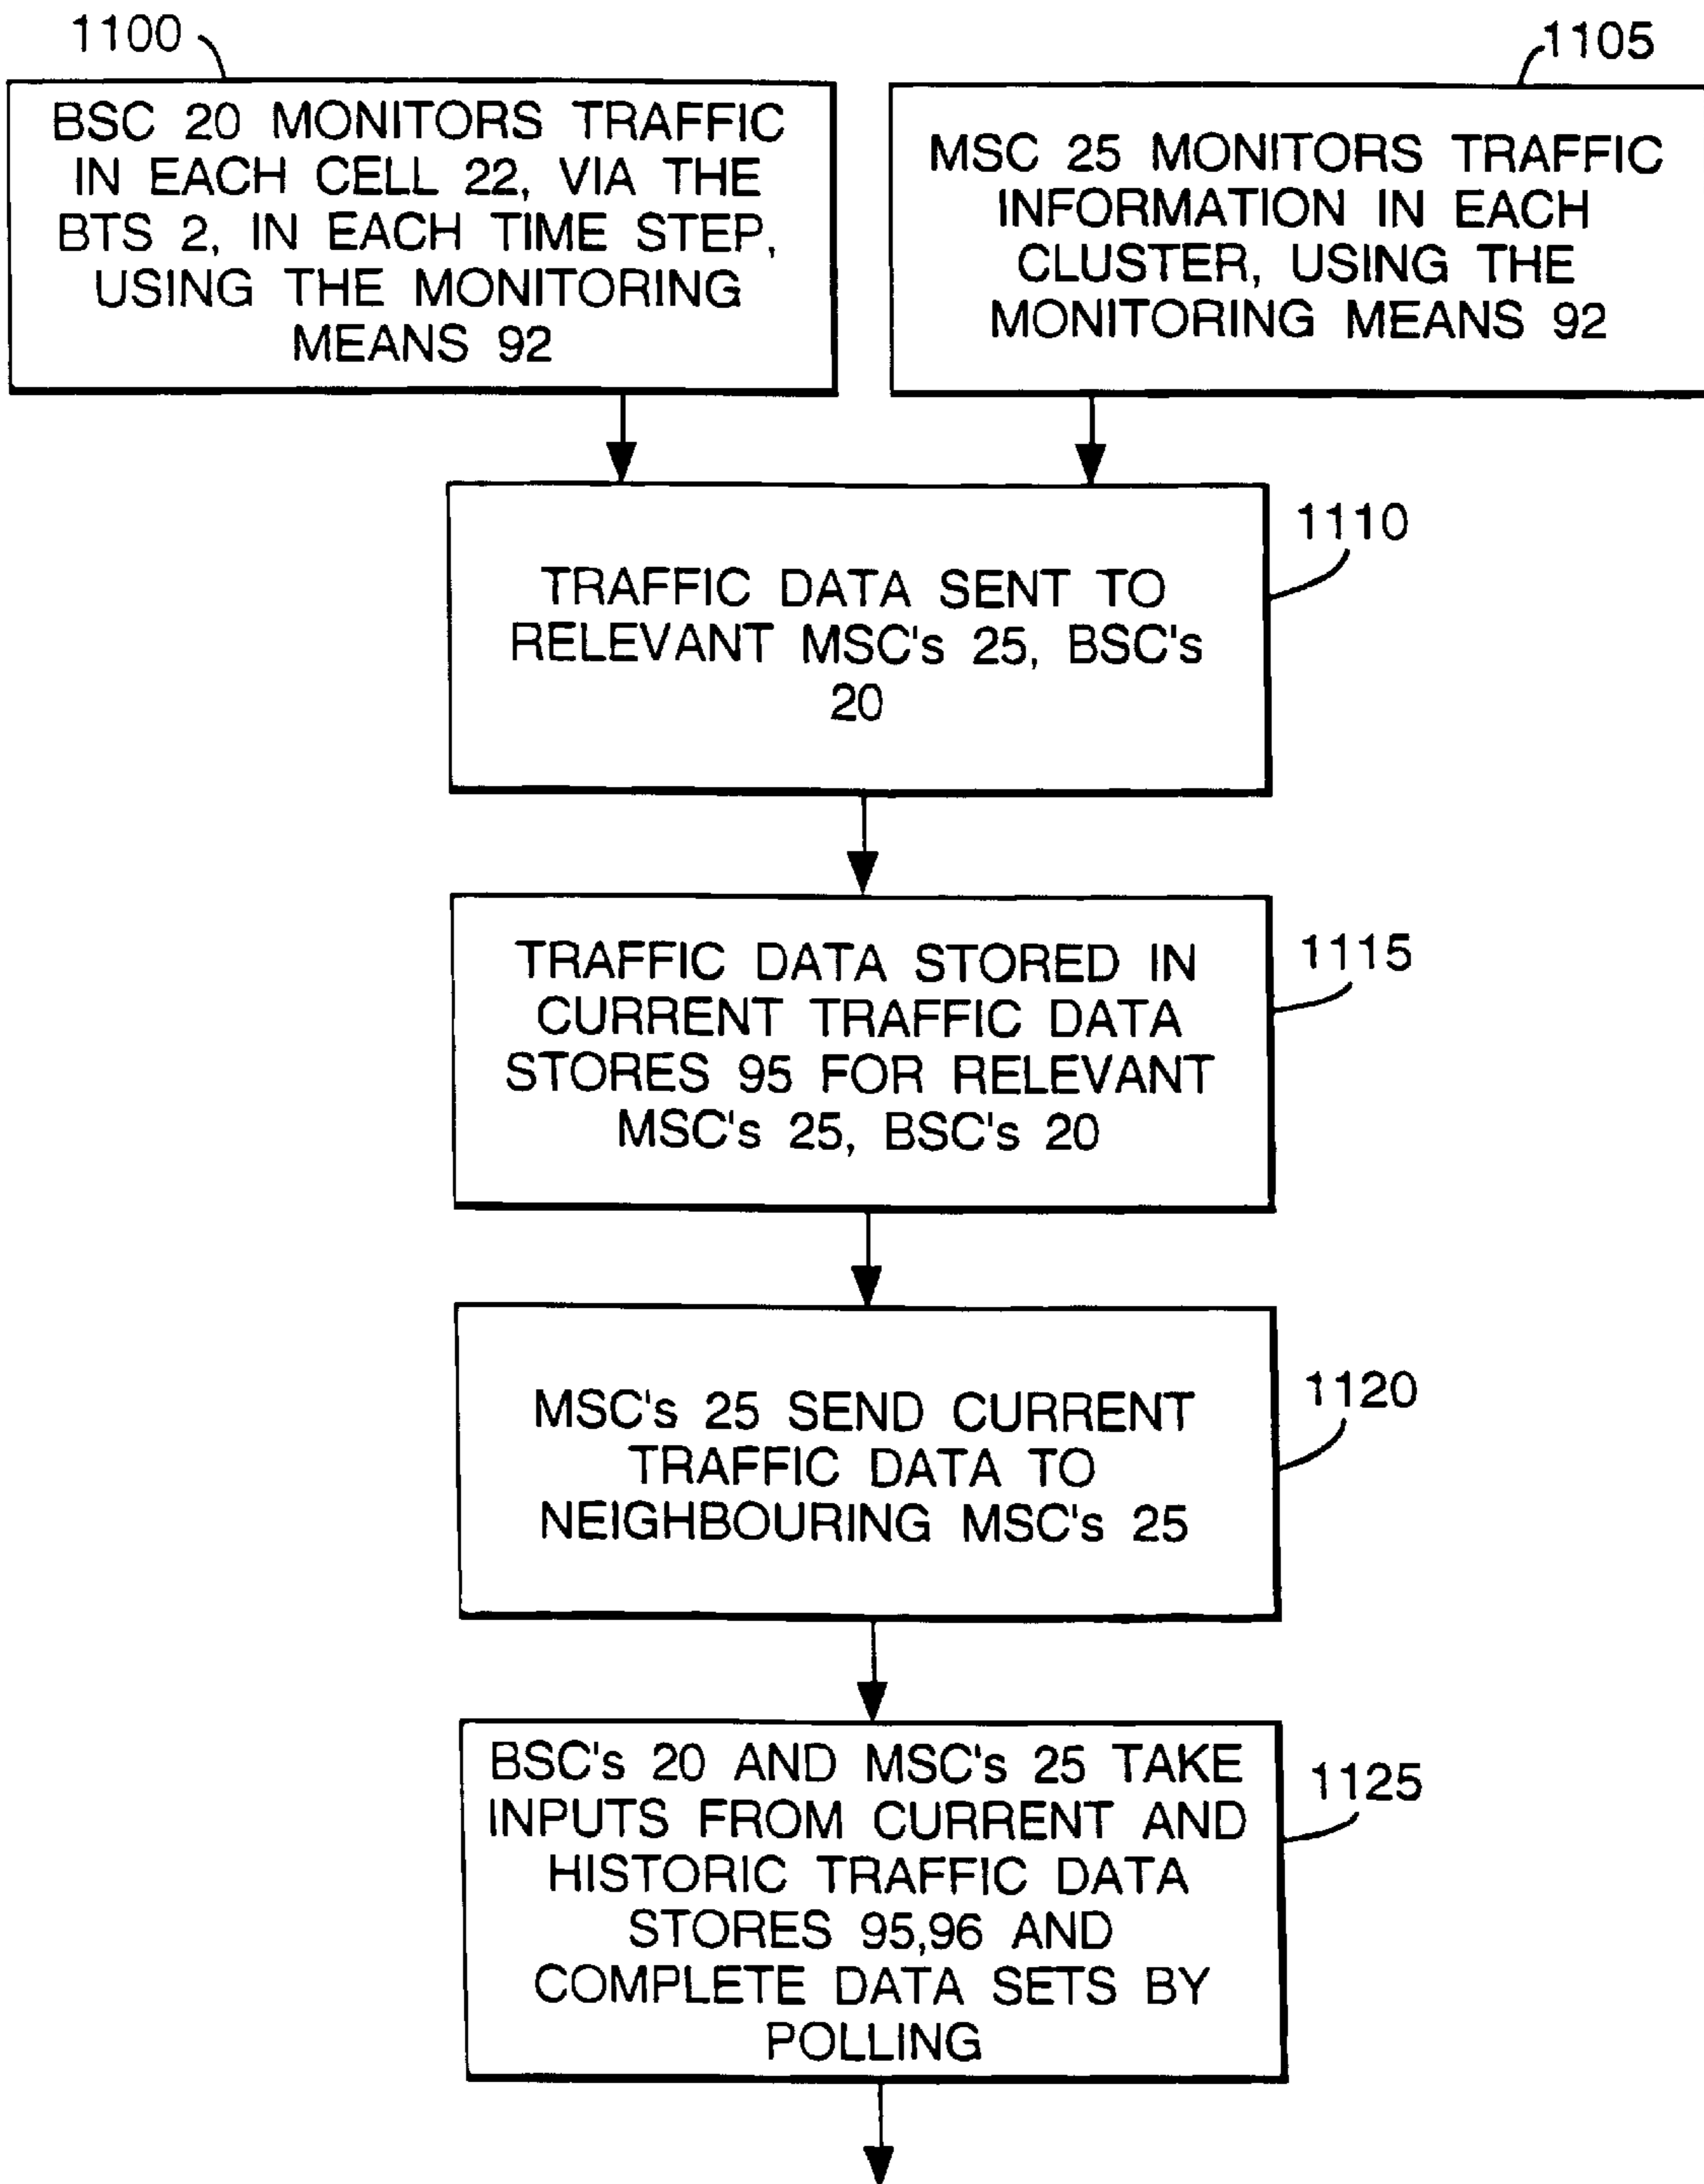 1100
BSC 20 MONITORS TRAFFIC
IN EACH CELL 22, VIA THE
BTS 2, IN EACH TIME STEP,
USING THE MONITORING
MEANS 92
1105
MSC 25 MONITORS TRAFFIC
INFORMATION IN EACH
CLUSTER, USING THE
MONITORING MEANS 92
1110
TRAFFIC DATA SENT TO
RELEVANT MSC's 25, BSC's
20
1115
TRAFFIC DATA STORED IN
CURRENT TRAFFIC DATA
STORES 95 FOR RELEVANT
MSC's 25, BSC's 20
1120
MSC's 25 SEND CURRENT
TRAFFIC DATA TO
NEIGHBOURING MSC's 25
1125
BSC's 20 AND MSC's 25 TAKE
INPUTS FROM CURRENT AND
HISTORIC TRAFFIC DATA
STORES 95,96 AND
COMPLETE DATA SETS BY
POLLING